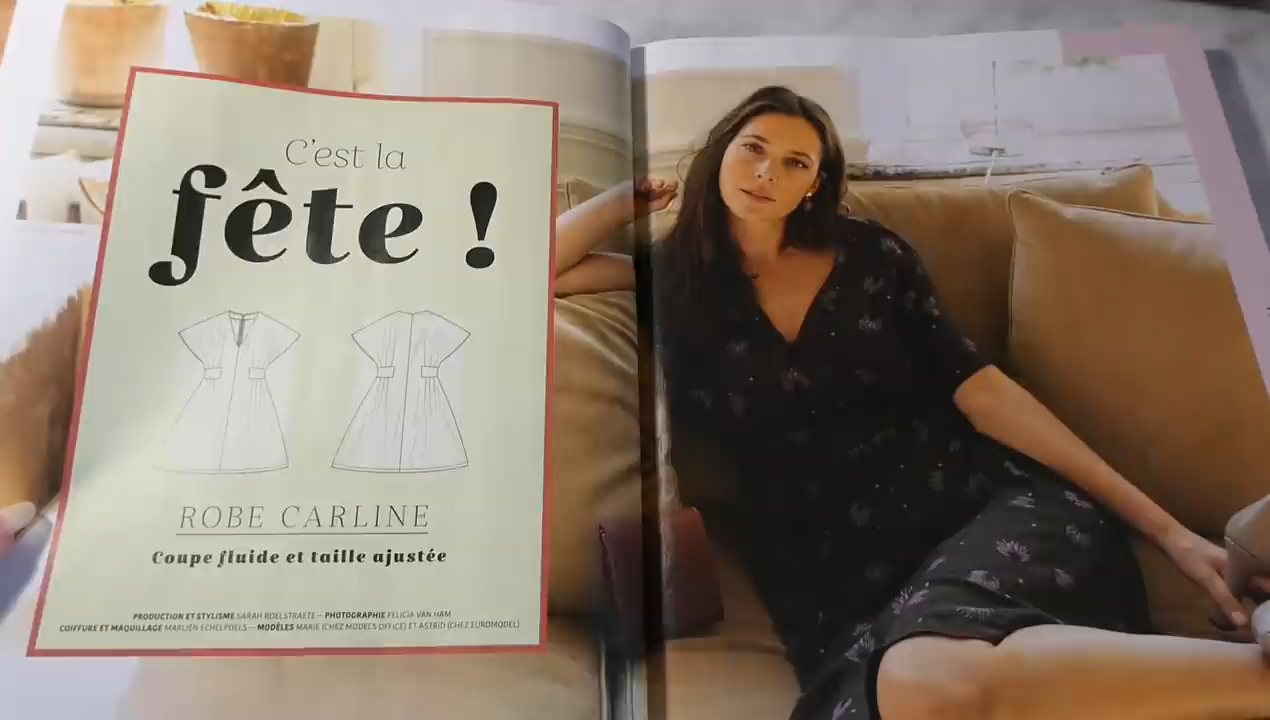 C'est la
fête !
ROBE CARLINE
Coupe fluide et taille ajustée
PRODUCTION ET STYLISME SARAH ROELSTRAETE – PHOTOGRAPHIE FELICIA VAN HAM
COIFFURE ET MAQUILLAGE MARLIEN ECHELPOELS — MODÈLES MARIE (CHEZ MODELS OFFICE) ET ASTRID (CHEZ EUROMODEL)